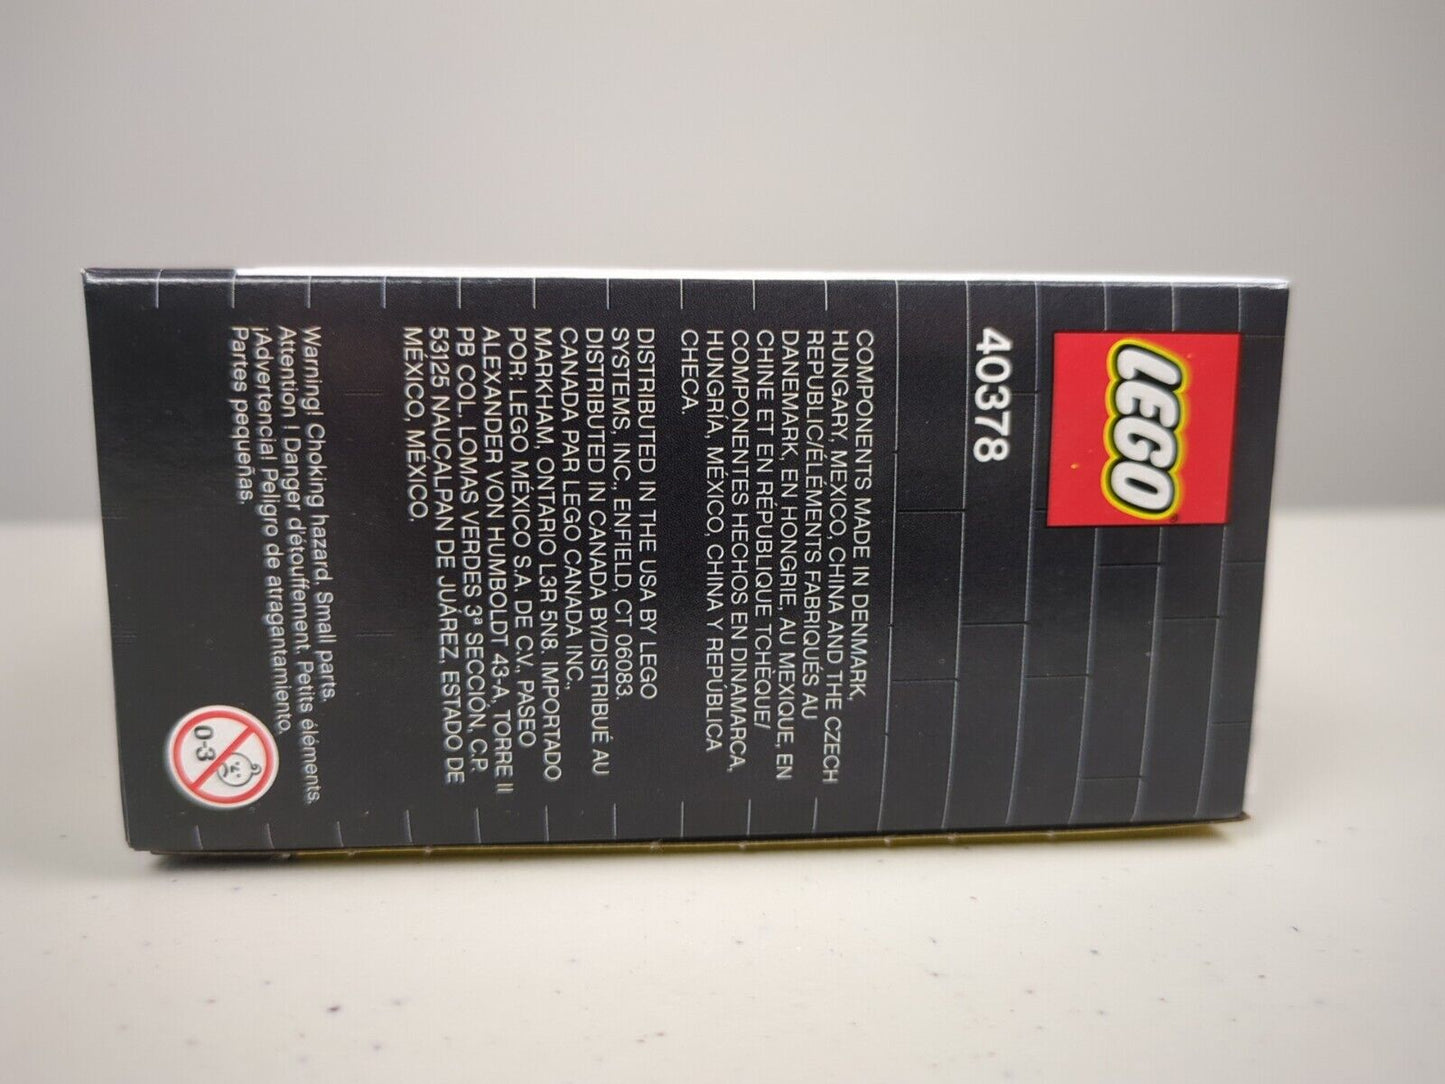 LEGO®
40378
COMPONENTS MADE IN DENMARK,
HUNGARY, MEXICO, CHINA AND THE CZECH
REPUBLIC/ÉLÉMENTS FABRIQUÉS AU
DANEMARK, EN HONGRIE, AU MEXIQUE, EN
CHINE ET EN RÉPUBLIQUE TCHÈQUE/
COMPONENTES HECHOS EN DINAMARCA,
HUNGRÍA, MÉXICO, CHINA Y REPÚBLICA
CHECA.
DISTRIBUTED IN THE USA BY LEGO
SYSTEMS, INC., ENFIELD, CT 06083.
DISTRIBUTED IN CANADA BY/DISTRIBUÉ AU
CANADA PAR LEGO CANADA INC.,
MARKHAM, ONTARIO L3R 5N8. IMPORTADO
POR: LEGO MÉXICO S.A. DE C.V., PASEO
ALEXANDER VON HUMBOLDT 43-A, TORRE II
PB COL. LOMAS VERDES 3ª SECCIÓN, C.P.
53125 NAUCALPAN DE JUÁREZ, ESTADO DE
MÉXICO, MÉXICO.
Warning! Choking hazard. Small parts.
Attention ! Danger d'étouffement. Petits éléments.
¡Advertencia! Peligro de atragantamiento.
Partes pequeñas.
0-3